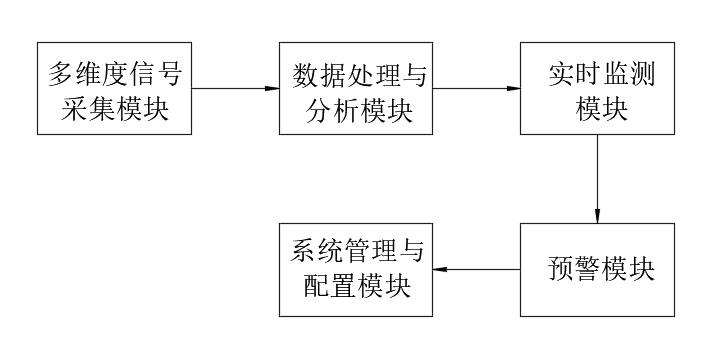 多维度信号
采集模块
数据处理与
分析模块
实时监测
模块
预警模块
系统管理与
配置模块